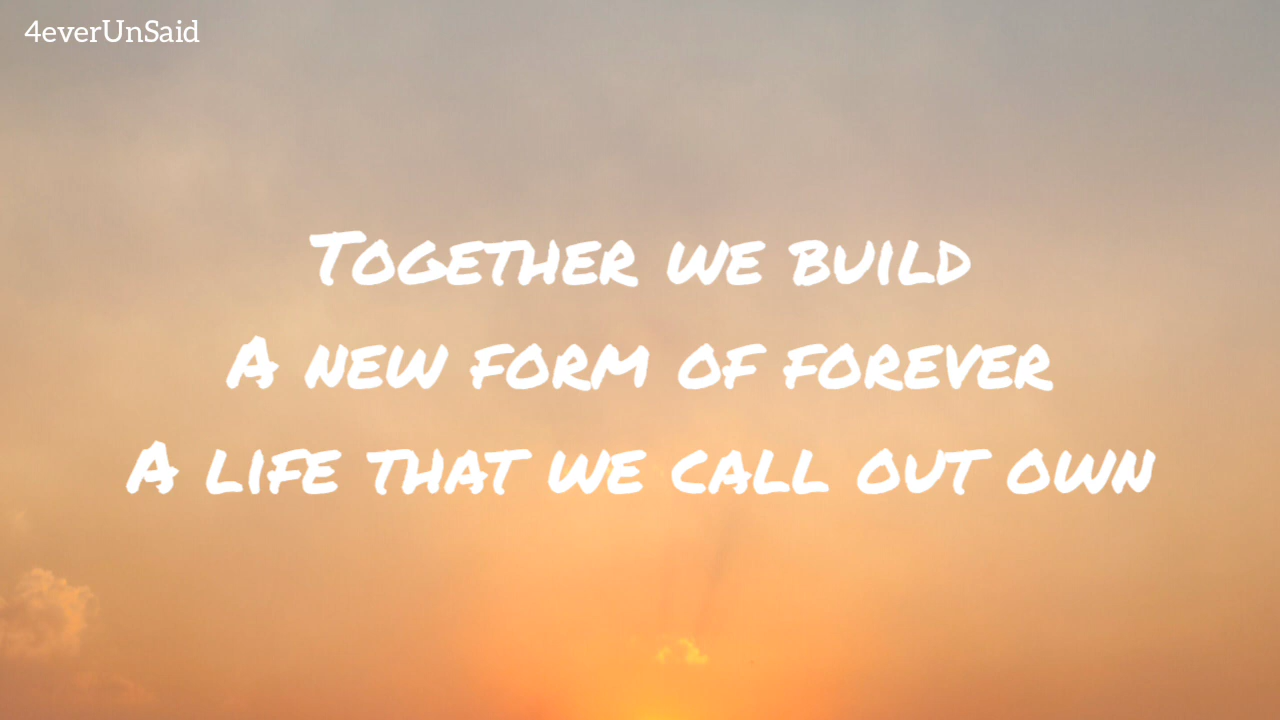 4everUnSaid
Together we build
A new form of forever
A life that we call out own